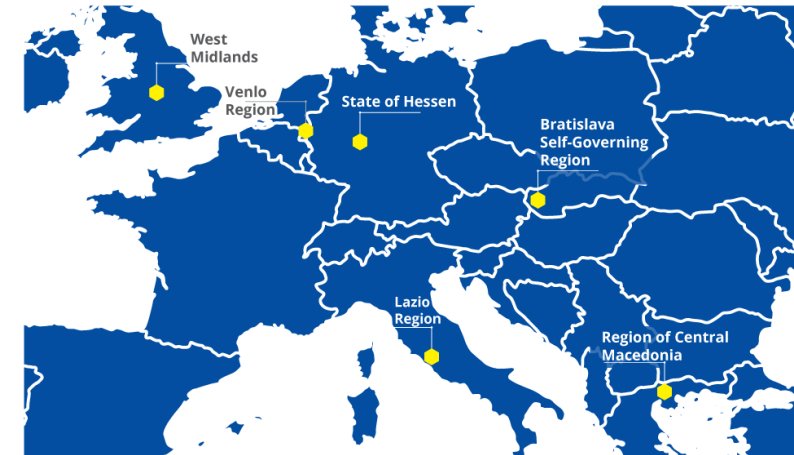 West
Midlands
Venlo
Region
State of Hessen
Bratislava
Self-Governing
Region
Lazio
Region
Region of Central
Macedonia